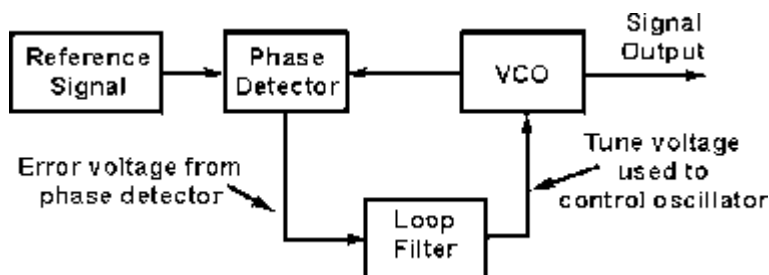 Reference
Signal
Phase
Detector
VCO
Signal
Output
Error voltage from
phase detector
Loop
Filter
Tune voltage
used to
control oscillator